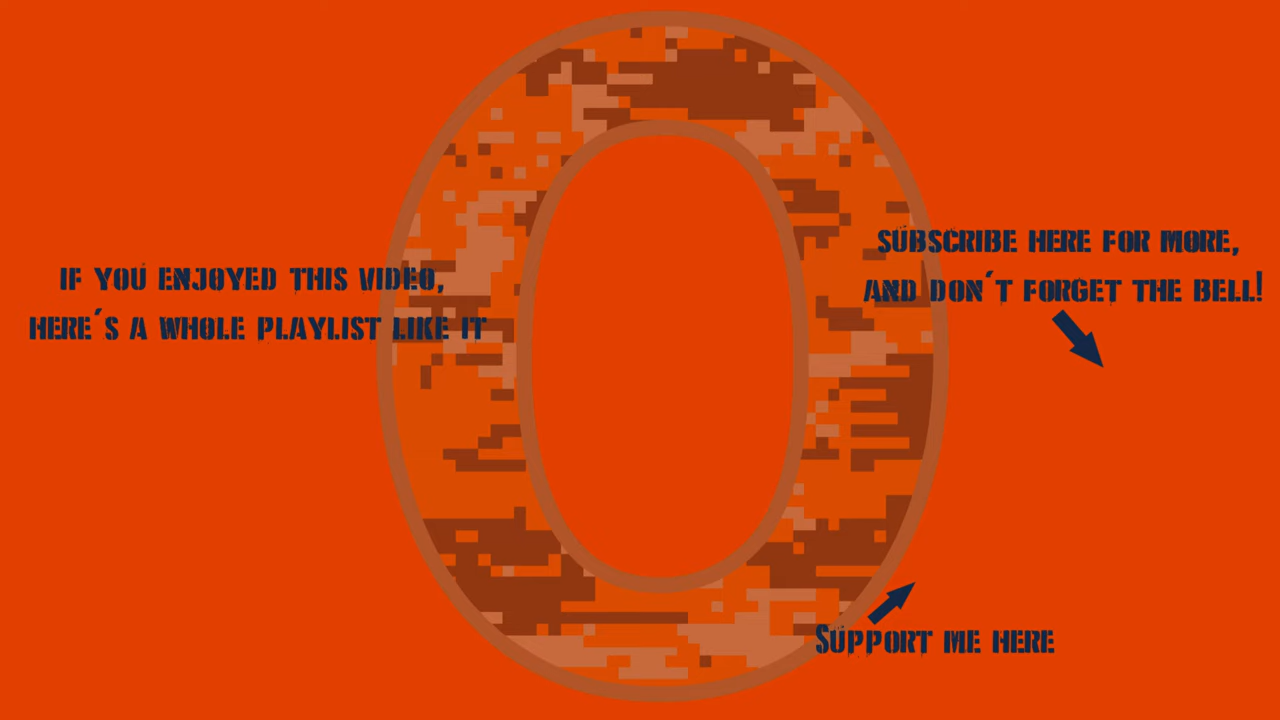 IF YOU ENJOYED THIS VIDEO,
HERE´S A WHOLE PLAYLIST LIKE IT
SUBSCRIBE HERE FOR MORE,
AND DON´T FORGET THE BELL!
SUPPORT ME HERE
O